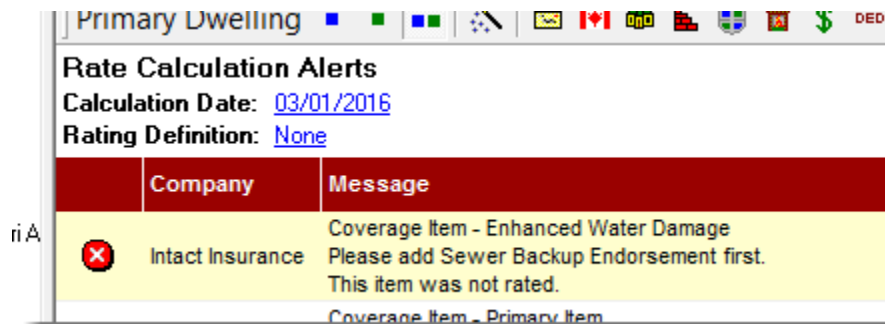 Primary Dwelling
DED
Rate Calculation Alerts
Calculation Date: 03/01/2016
Rating Definition: None
Company Message
ri A
Coverage Item - Enhanced Water Damage
Intact Insurance Please add Sewer Backup Endorsement first.
This item was not rated.
Coverage Item - Primary Item